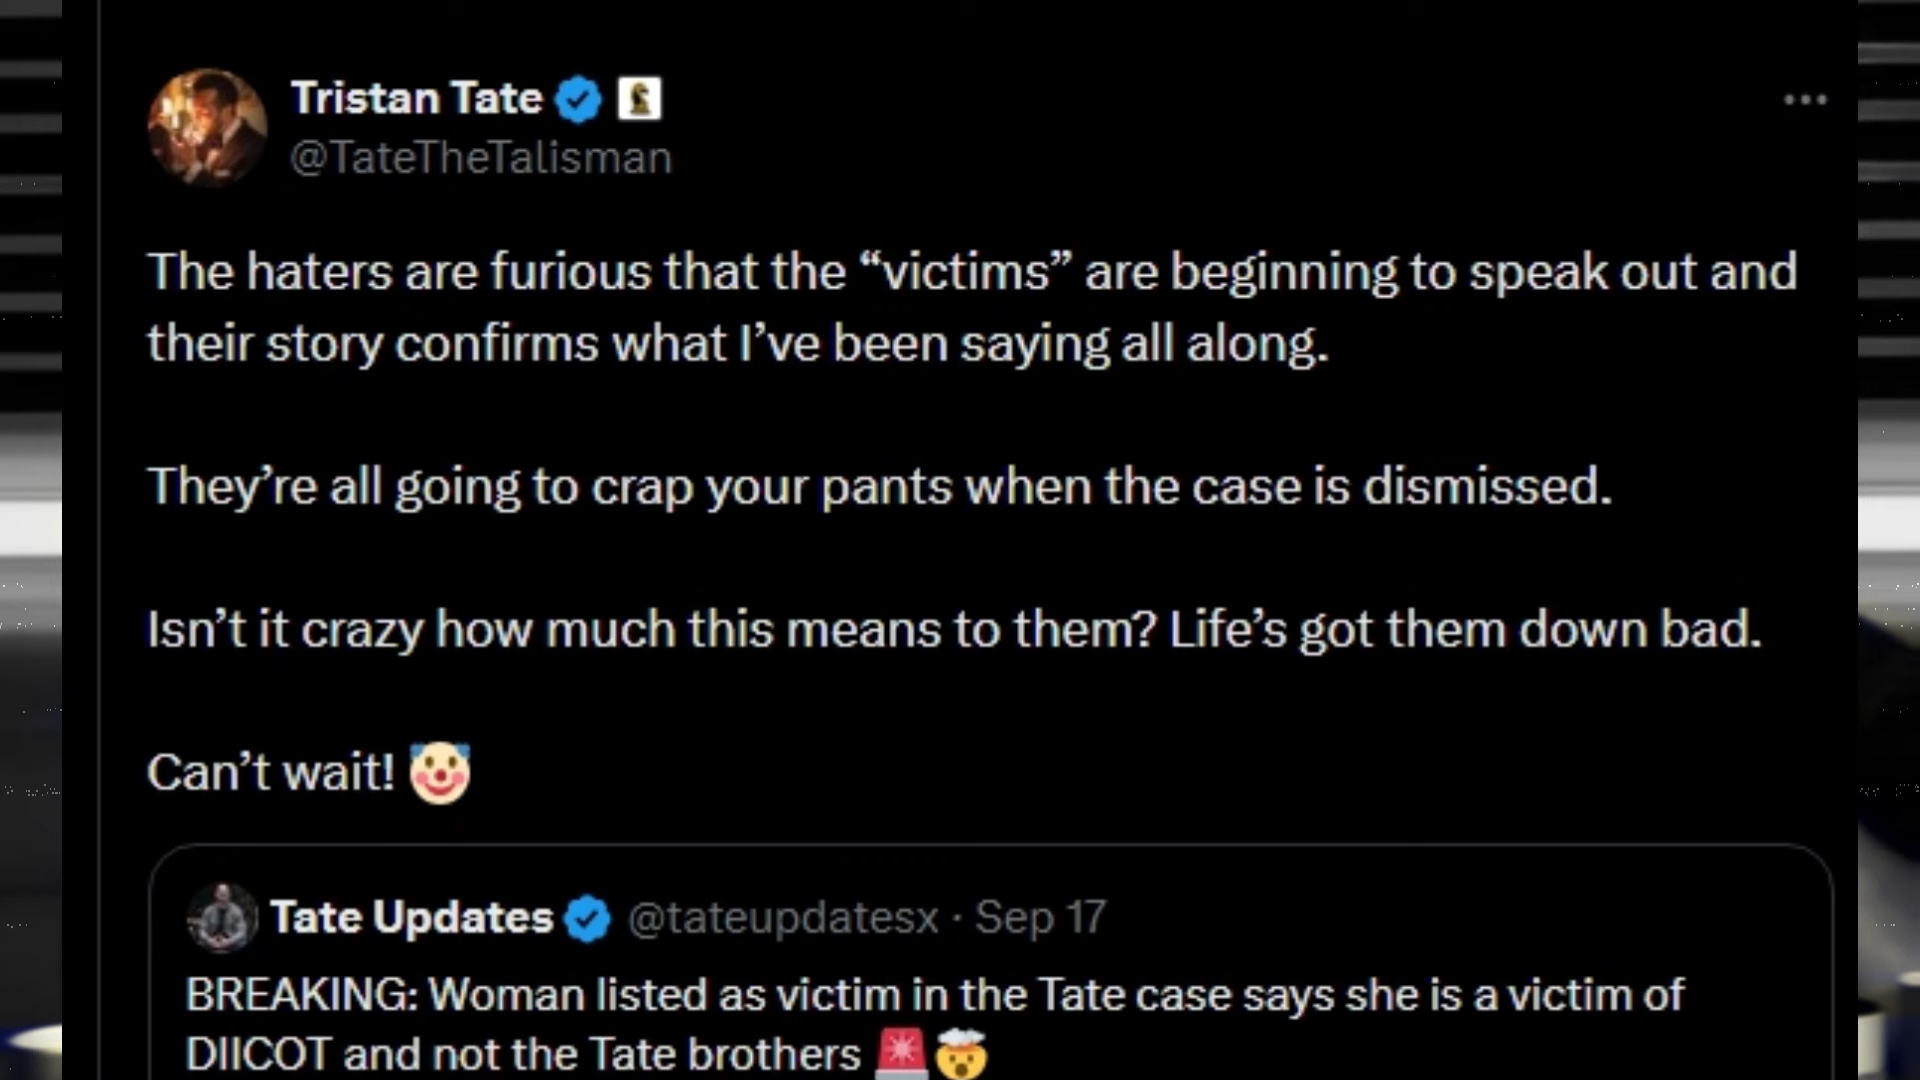 Tristan Tate
@TateTheTalisman
The haters are furious that the “victims” are beginning to speak out and
their story confirms what I’ve been saying all along.
They’re all going to crap your pants when the case is dismissed.
Isn’t it crazy how much this means to them? Life’s got them down bad.
Can’t wait! 🤡
Tate Updates @tateupdatesx · Sep 17
BREAKING: Woman listed as victim in the Tate case says she is a victim of
DIICOT and not the Tate brothers 🚨🤯